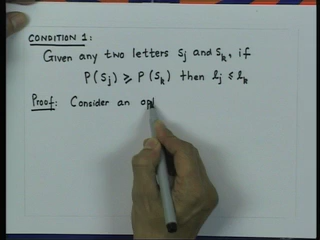 CONDITION 1:
Given any two letters Sj and Sk, if
P(Sj) ⩾ P(Sk) then lj ⩽ lk
Proof: Consider an op